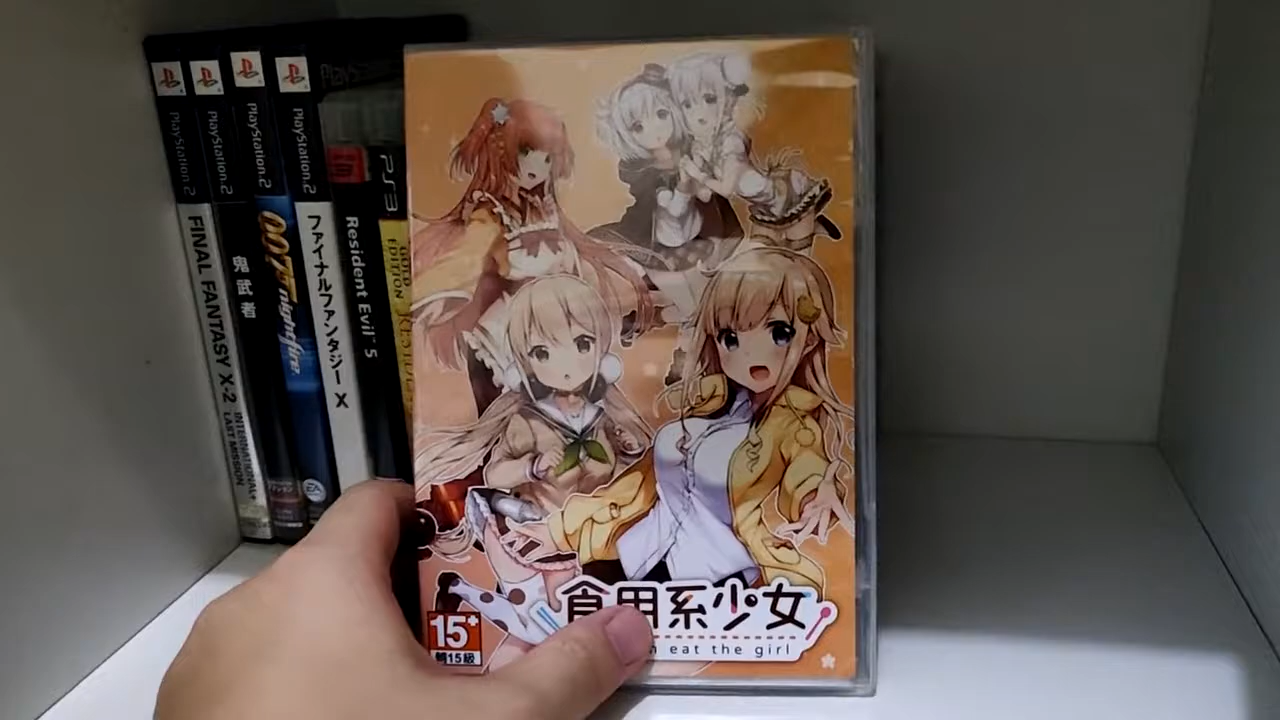 PlayStation.2
FINAL FANTASY X-2
INTERNATIONAL+
LAST MISSION
PlayStation.2
鬼武者
PlayStation.2
007
nightfire
EA
PlayStation.2
ファイナルファンタジー X
Resident Evil 5
PS3
GOLD
EDITION
食用系少女
eat the girl
15+
輔15級